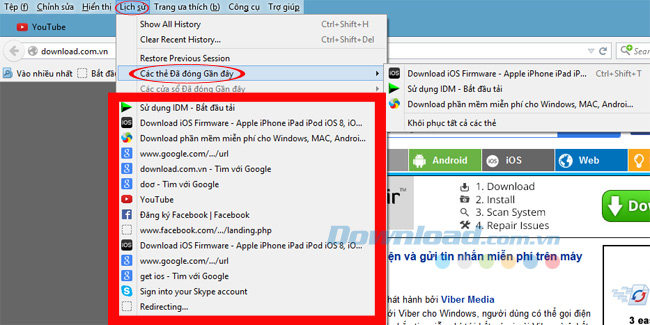 Tệp (f) Chỉnh sửa Hiển thị Lịch sử Trang ưa thích (b) Công cụ Trợ giúp
YouTube
Show All History Ctrl+Shift+H
Clear Recent History... Ctrl+Shift+Del
download.com.vn
Restore Previous Session
Google
Vào nhiều nhất Bắt đầ
Các thẻ Đã đóng Gần đây
Download iOS Firmware - Apple iPhone iPad iP... Ctrl+Shift+T
Các cửa sổ Đã đóng Gần đây
Sử dụng IDM - Bắt đầu tải
Download phần mềm miễn phí cho Windows, MAC, Androi...
Khôi phục tất cả các thẻ
Sử dụng IDM - Bắt đầu tải
Download iOS Firmware - Apple iPhone iPad iPod iOS 8, iO...
Download phần mềm miễn phí cho Windows, MAC, Androi...
www.google.com/.../url
download.com.vn - Tìm với Google
doơ - Tìm với Google
YouTube
Đăng ký Facebook | Facebook
www.facebook.com/.../landing.php
Download iOS Firmware - Apple iPhone iPad iPod iOS 8, iO...
www.google.com/.../url
get ios - Tìm với Google
Sign into your Skype account
Redirecting...
Android iOS Web
ir™
1. Download
2. Install
3. Scan System
4. Repair Issues
Dow
Download.com.vn
ện và gửi tin nhắn miễn phí trên máy
hát hành bởi Viber Media
ới Viber cho Windows, người dùng có thể gọi điện
3 eas